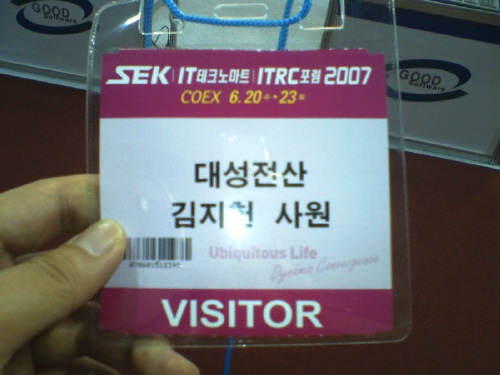 SEK | IT테크노마트 | ITRC포럼 2007
COEX 6.20수-23토
대성전산
김지헌 사원
Ubiquitous Life
Dynamic Convergence
VISITOR
GOOD
Software
GOOD
Software